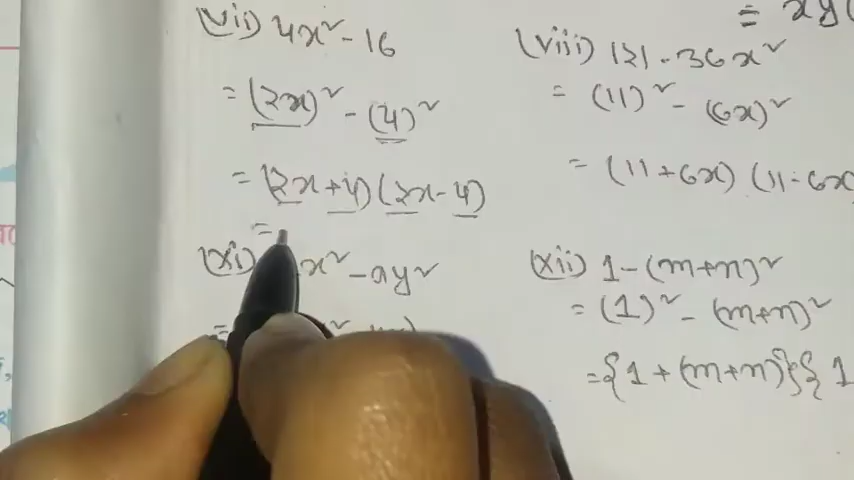 = xy(
(vii) 4x² - 16
= (2x)² - (4)²
= (2x+4)(2x-4)
=
(viii) 121 - 36x²
= (11)² - (6x)²
= (11+6x) (11-6x
(xi) x² - ay²
=
(xii) 1 - (m+n)²
= (1)² - (m+n)²
= {1 + (m+n)}{1